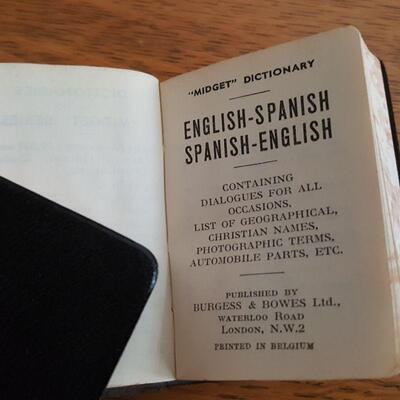 "MIDGET" DICTIONARY
ENGLISH-SPANISH
SPANISH-ENGLISH
CONTAINING
DIALOGUES FOR ALL
OCCASIONS,
LIST OF GEOGRAPHICAL,
CHRISTIAN NAMES,
PHOTOGRAPHIC TERMS,
AUTOMOBILE PARTS, ETC.
PUBLISHED BY
BURGESS & BOWES Ltd.,
WATERLOO ROAD
LONDON, N.W.2
PRINTED IN BELGIUM